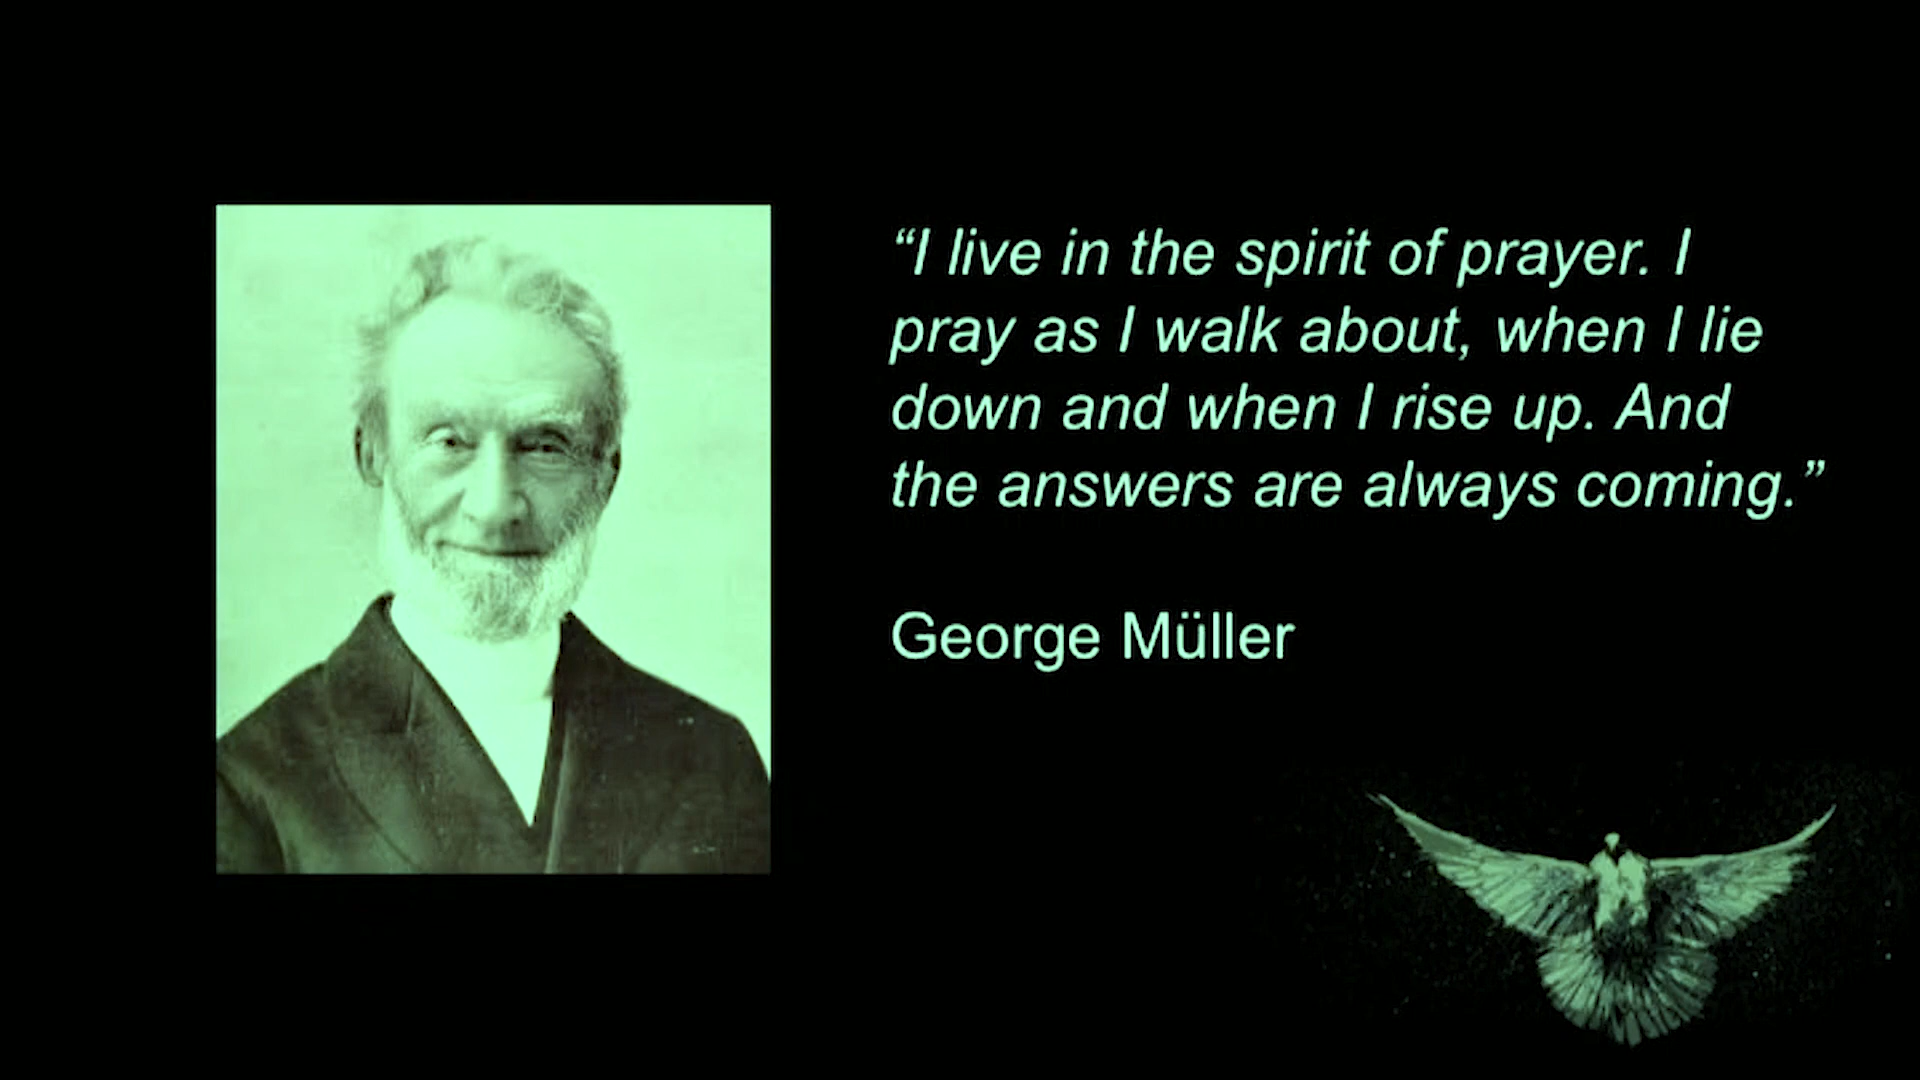 “I live in the spirit of prayer. I
pray as I walk about, when I lie
down and when I rise up. And
the answers are always coming.”
George Müller